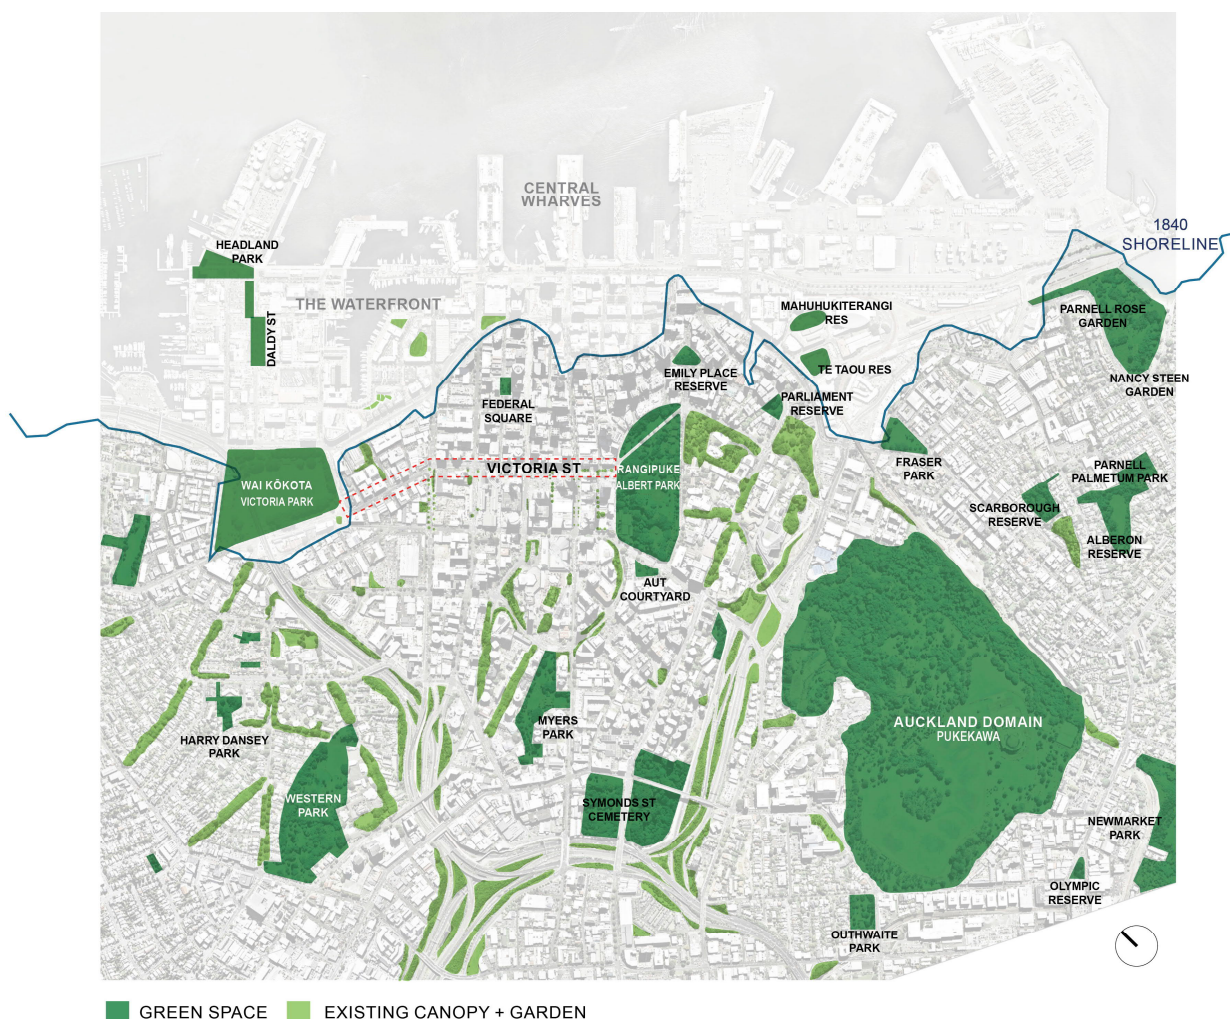 CENTRAL
WHARVES
1840
SHORELINE
HEADLAND
PARK
THE WATERFRONT
DALDY ST
MAHUHUKITERANGI
RES
PARNELL ROSE
GARDEN
TE TAOU RES
EMILY PLACE
RESERVE
NANCY STEEN
GARDEN
FEDERAL
SQUARE
PARLIAMENT
RESERVE
VICTORIA ST
RANGIPUKE
ALBERT PARK
WAI KŌKOTA
VICTORIA PARK
FRASER
PARK
PARNELL
PALMETUM PARK
SCARBOROUGH
RESERVE
ALBERON
RESERVE
AUT
COURTYARD
AUCKLAND DOMAIN
PUKEKAWA
MYERS
PARK
HARRY DANSEY
PARK
WESTERN
PARK
SYMONDS ST
CEMETERY
NEWMARKET
PARK
OLYMPIC
RESERVE
OUTHWAITE
PARK
GREEN SPACE
EXISTING CANOPY + GARDEN